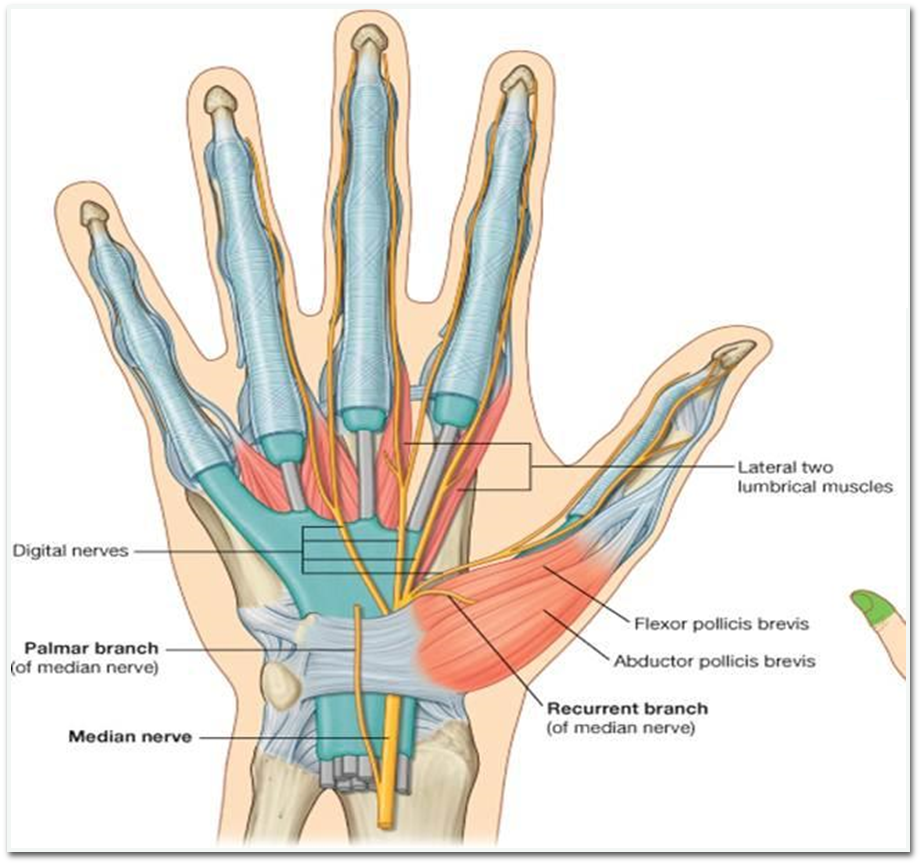 Lateral two
lumbrical muscles
Digital nerves
Flexor pollicis brevis
Palmar branch
(of median nerve)
Abductor pollicis brevis
Recurrent branch
(of median nerve)
Median nerve